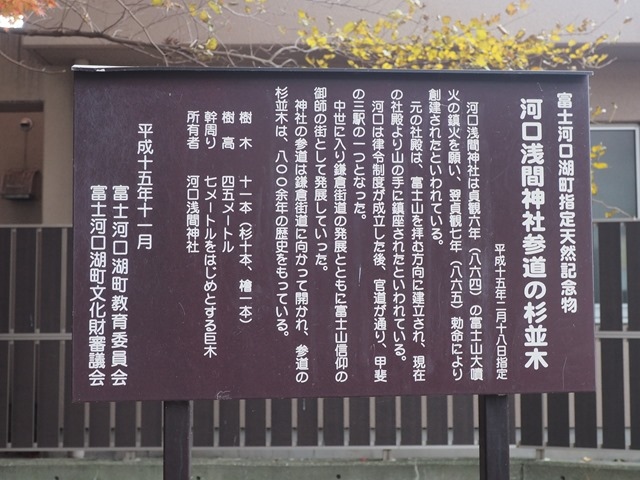 富士河口湖町指定天然記念物
河口浅間神社参道の杉並木
平成十五年二月十八日指定
河口浅間神社は貞観六年（八六四）の富士山大噴
火の鎮火を願い、翌貞観七年（八六五）勅命により
創建されたといわれている。
元の社殿は、富士山を拝む方向に建立され、現在
の社殿より山の手に鎮座されたといわれている。
河口は律令制度が成立した後、官道が通り、甲斐
の三駅の一つとなった。
中世に入り鎌倉街道の発展とともに富士山信仰の
御師の街として発展していった。
神社の参道は鎌倉街道に向かって開かれ、参道の
杉並木は、八〇〇余年の歴史をもっている。
樹木　十一本（杉十本、檜一本）
樹高　四五メートル
幹周り　七メートルをはじめとする巨木
所有者　河口浅間神社
平成十五年十一月
富士河口湖町教育委員会
富士河口湖町文化財審議会